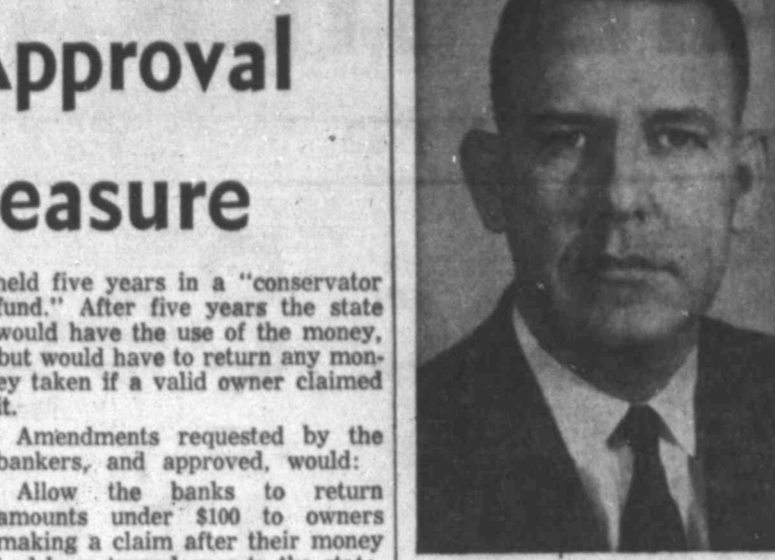 Approval
easure
held five years in a "conservator
fund." After five years the state
would have the use of the money,
but would have to return any mon-
ey taken if a valid owner claimed
it.
Amendments requested by the
bankers, and approved, would:
Allow the banks to return
amounts under $100 to owners
making a claim after their money